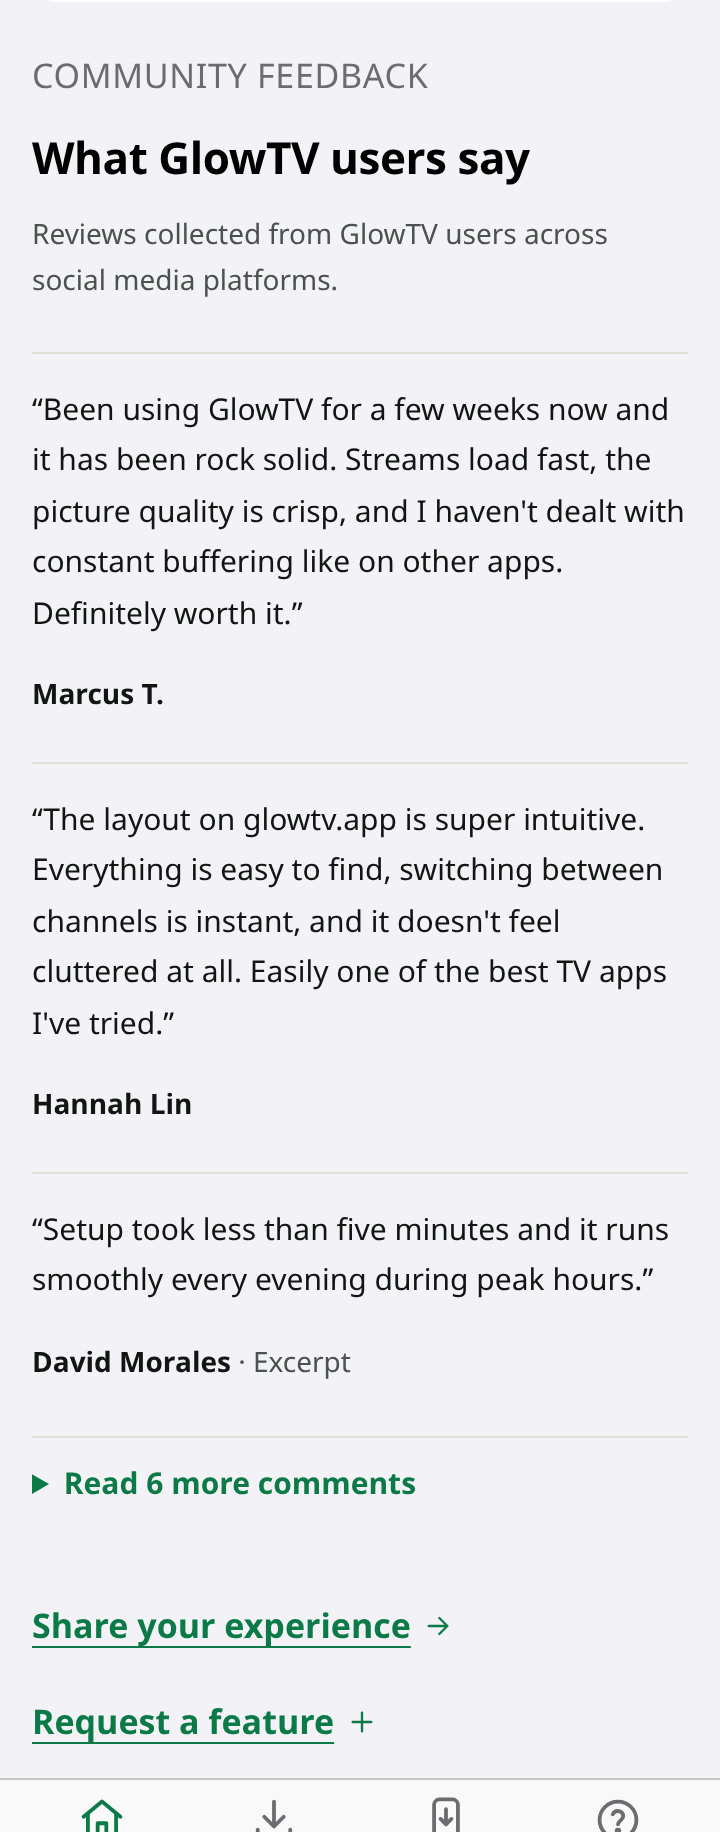 COMMUNITY FEEDBACK
What GlowTV users say
Reviews collected from GlowTV users across
social media platforms.
“Been using GlowTV for a few weeks now and
it has been rock solid. Streams load fast, the
picture quality is crisp, and I haven't dealt with
constant buffering like on other apps.
Definitely worth it.”
Marcus T.
“The layout on glowtv.app is super intuitive.
Everything is easy to find, switching between
channels is instant, and it doesn't feel
cluttered at all. Easily one of the best TV apps
I've tried.”
Hannah Lin
“Setup took less than five minutes and it runs
smoothly every evening during peak hours.”
David Morales · Excerpt
Read 6 more comments
Share your experience →
Request a feature +